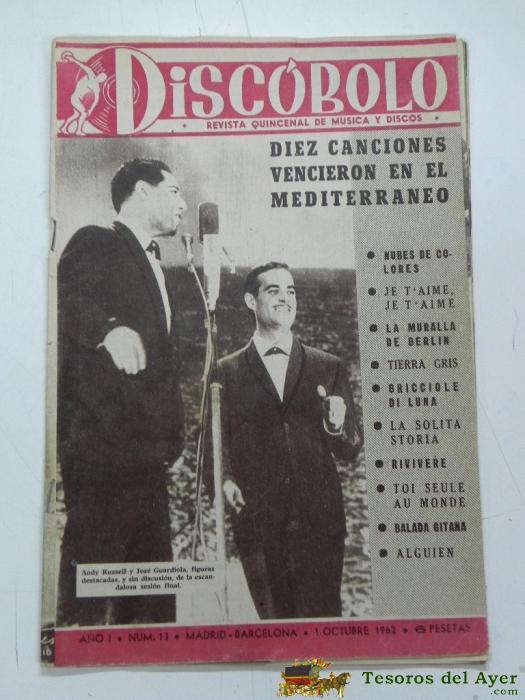 DISCÓBOLO
• REVISTA QUINCENAL DE MUSICA Y DISCOS •
DIEZ CANCIONES
VENCIERON EN EL
MEDITERRANEO
• NUBES DE CO-
LORES
• JE T'AIME,
JE T'AIME
• LA MURALLA
DE BERLIN
• TIERRA GRIS
• BRICCIOLE
DI LUNA
• LA SOLITA
STORIA
• RIVIVERE
• TOI SEULE
AU MONDE
• BALADA GITANA
• ALGUIEN
Andy Russell y José Guardiola, figuras
destacadas, y sin discusión, de la escan-
dalosa sesión final.
AÑO I • NUM. 13 • MADRID-BARCELONA • 1 OCTUBRE 1962 • 6 PESETAS
Tesoros del Ayer
.com